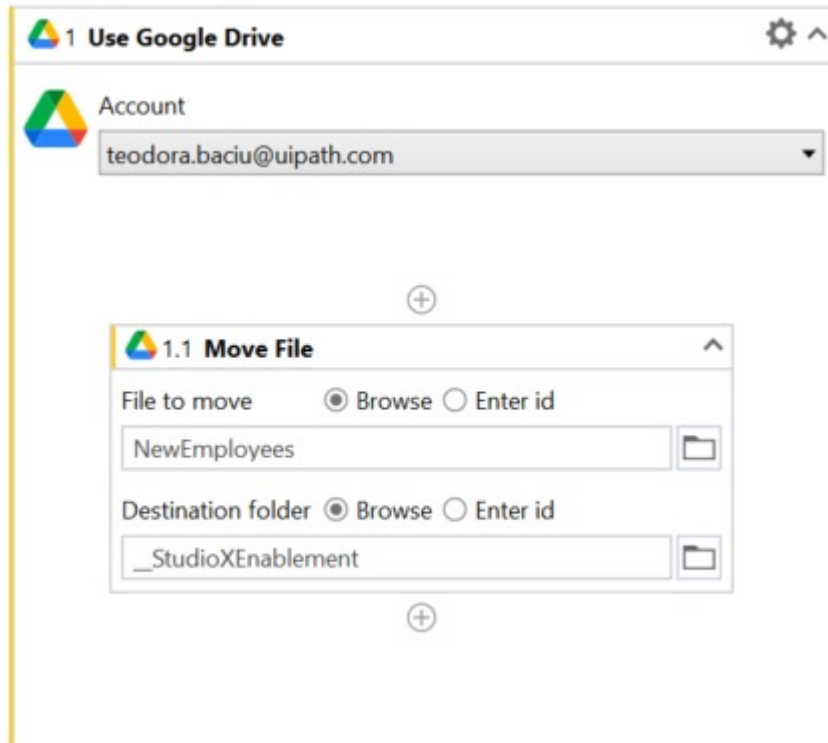 1 Use Google Drive
Account
teodora.baciu@uipath.com
1.1 Move File
File to move Browse Enter id
NewEmployees
Destination folder Browse Enter id
__StudioXEnablement